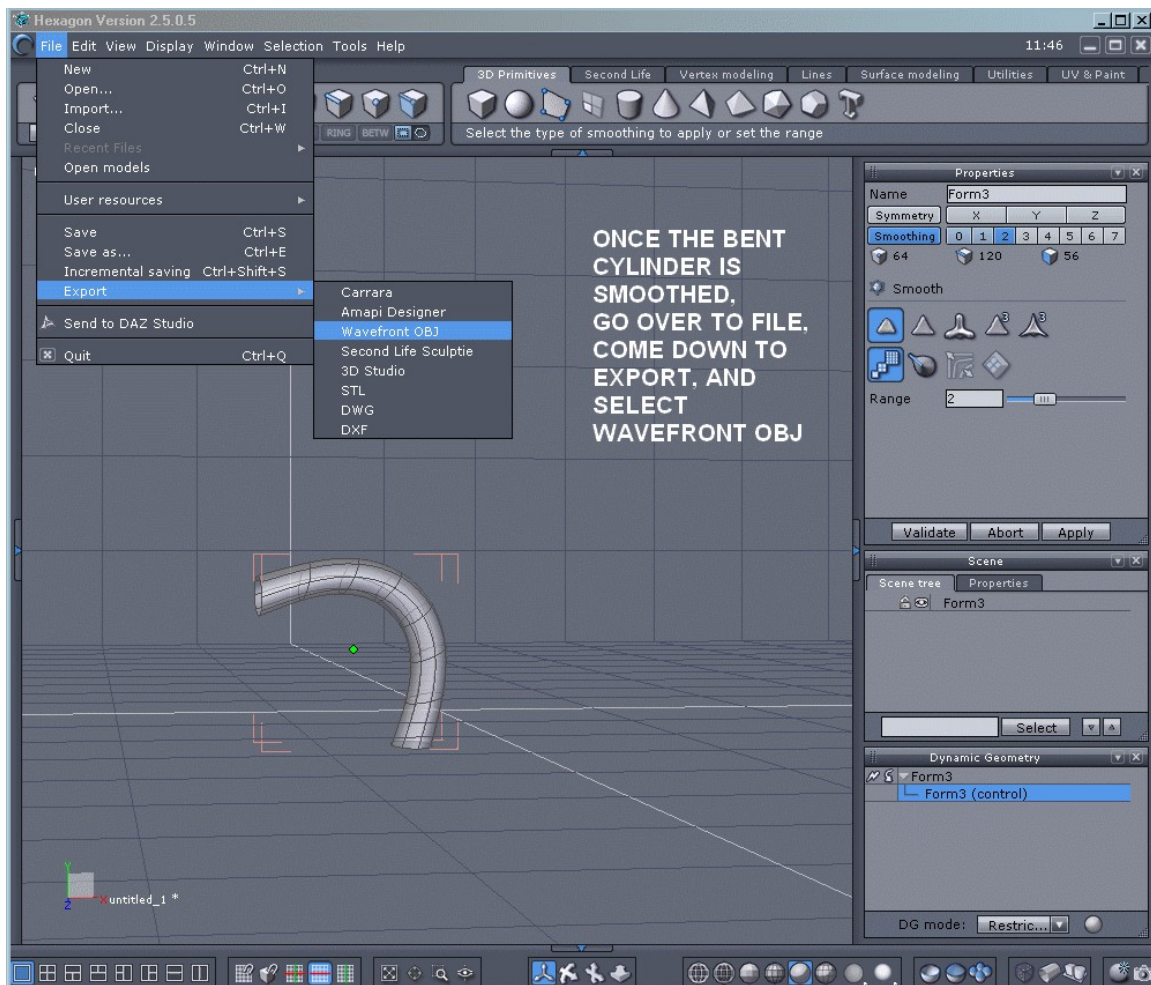 Hexagon Version 2.5.0.5
File Edit View Display Window Selection Tools Help 11:46
New Ctrl+N
Open... Ctrl+O
Import... Ctrl+I
Close Ctrl+W
Recent Files
Open models
User resources
Save Ctrl+S
Save as... Ctrl+E
Incremental saving Ctrl+Shift+S
Export
Send to DAZ Studio
Quit Ctrl+Q
Carrara
Amapi Designer
Wavefront OBJ
Second Life Sculptie
3D Studio
STL
DWG
DXF
3D Primitives Second Life Vertex modeling Lines Surface modeling Utilities UV & Paint
RING BETW
Select the type of smoothing to apply or set the range
ONCE THE BENT
CYLINDER IS
SMOOTHED,
GO OVER TO FILE,
COME DOWN TO
EXPORT, AND
SELECT
WAVEFRONT OBJ
Properties
Name Form3
Symmetry X Y Z
Smoothing 0 1 2 3 4 5 6 7
64 120 56
Smooth
3 3
Range 2
Validate Abort Apply
Scene
Scene tree Properties
Form3
Select
Dynamic Geometry
Form3
Form3 (control)
DG mode: Restric...
Y
X
Z
untitled_1 *